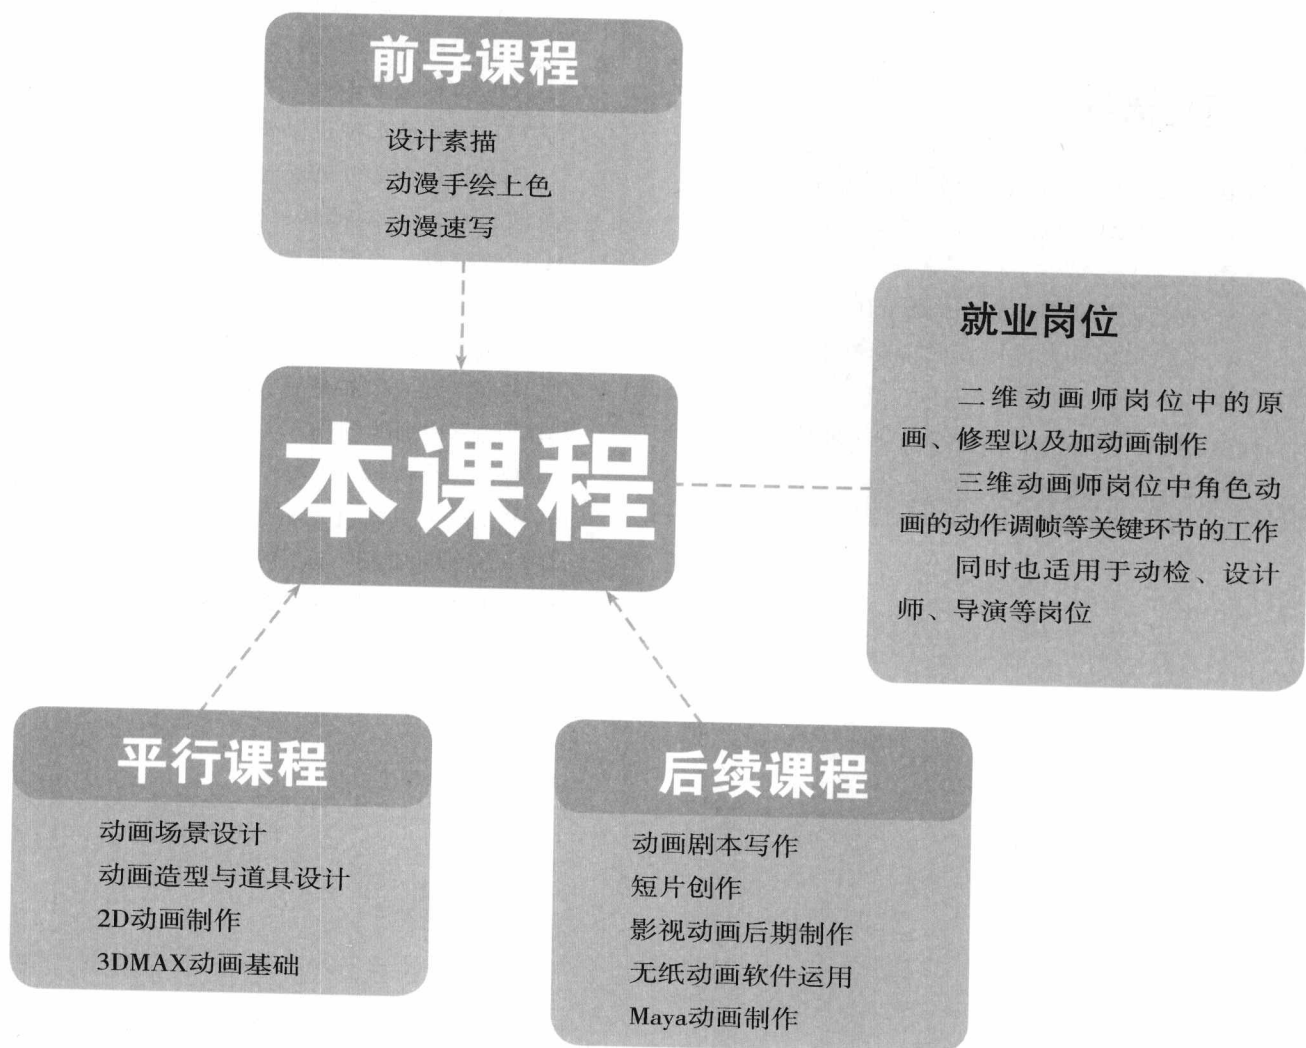 前导课程
设计素描
动漫手绘上色
动漫速写
本课程
就业岗位
二维动画师岗位中的原
画、修型以及加动画制作
三维动画师岗位中角色动
画的动作调帧等关键环节的工作
同时也适用于动检、设计
师、导演等岗位
平行课程
动画场景设计
动画造型与道具设计
2D动画制作
3DMAX动画基础
后续课程
动画剧本写作
短片创作
影视动画后期制作
无纸动画软件运用
Maya动画制作